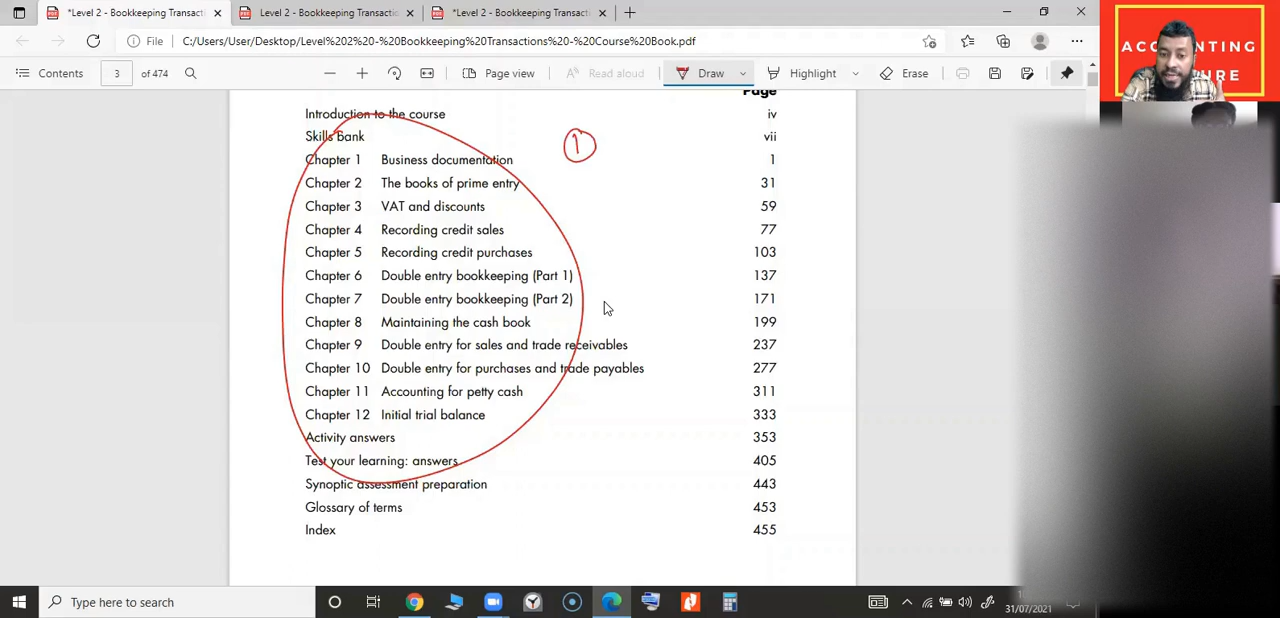 *Level 2 - Bookkeeping Transacti
Level 2 - Bookkeeping Transacti
*Level 2 - Bookkeeping Transacti
File C:/Users/User/Desktop/Level%202%20-%20Bookkeeping%20Transactions%20-%20Course%20Book.pdf
Contents 3 of 474 Page view Read aloud Draw Highlight Erase
ACCOUNTING
URE
Page
Introduction to the course iv
Skills bank vii
1
Chapter 1 Business documentation 1
Chapter 2 The books of prime entry 31
Chapter 3 VAT and discounts 59
Chapter 4 Recording credit sales 77
Chapter 5 Recording credit purchases 103
Chapter 6 Double entry bookkeeping (Part 1) 137
Chapter 7 Double entry bookkeeping (Part 2) 171
Chapter 8 Maintaining the cash book 199
Chapter 9 Double entry for sales and trade receivables 237
Chapter 10 Double entry for purchases and trade payables 277
Chapter 11 Accounting for petty cash 311
Chapter 12 Initial trial balance 333
Activity answers 353
Test your learning: answers 405
Synoptic assessment preparation 443
Glossary of terms 453
Index 455
Type here to search
31/07/2021